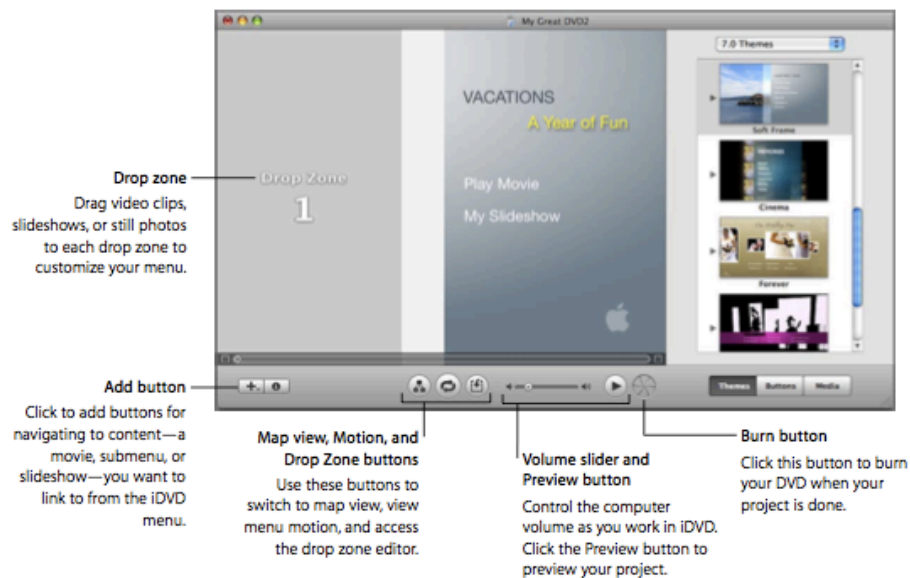 My Great DVD2
7.0 Themes
VACATIONS
A Year of Fun
Soft Frame
Drop zone
Drag video clips,
slideshows, or still photos
to each drop zone to
customize your menu.
Drop Zone
1
Play Movie
My Slideshow
Cinema
Forever
Add button
Click to add buttons for
navigating to content—a
movie, submenu, or
slideshow—you want to
link to from the iDVD
menu.
Themes
Buttons
Media
Map view, Motion, and
Drop Zone buttons
Use these buttons to
switch to map view, view
menu motion, and access
the drop zone editor.
Volume slider and
Preview button
Control the computer
volume as you work in iDVD.
Click the Preview button to
preview your project.
Burn button
Click this button to burn
your DVD when your
project is done.